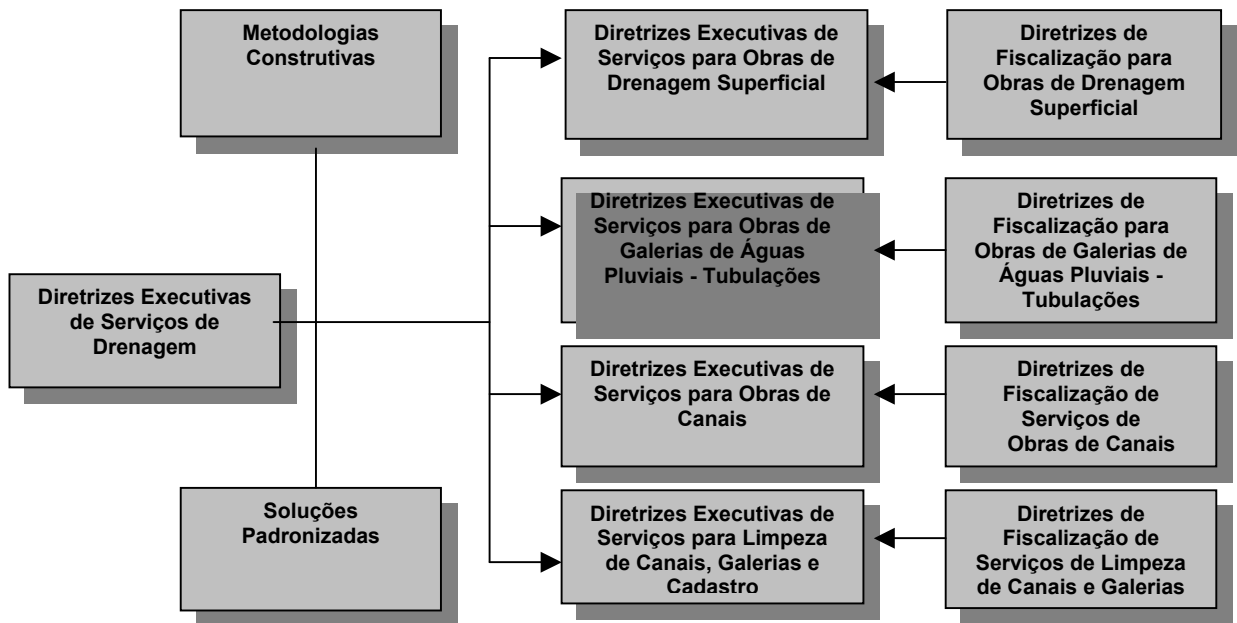 Metodologias
Construtivas
Diretrizes Executivas de
Serviços para Obras de
Drenagem Superficial
Diretrizes de
Fiscalização para
Obras de Drenagem
Superficial
Diretrizes Executivas de
Serviços para Obras de
Galerias de Águas
Pluviais - Tubulações
Diretrizes de
Fiscalização para
Obras de Galerias de
Águas Pluviais -
Tubulações
Diretrizes Executivas
de Serviços de
Drenagem
Diretrizes Executivas de
Serviços para Obras de
Canais
Diretrizes de
Fiscalização de
Serviços de
Obras de Canais
Soluções
Padronizadas
Diretrizes Executivas de
Serviços para Limpeza
de Canais, Galerias e
Cadastro
Diretrizes de
Fiscalização de
Serviços de Limpeza
de Canais e Galerias